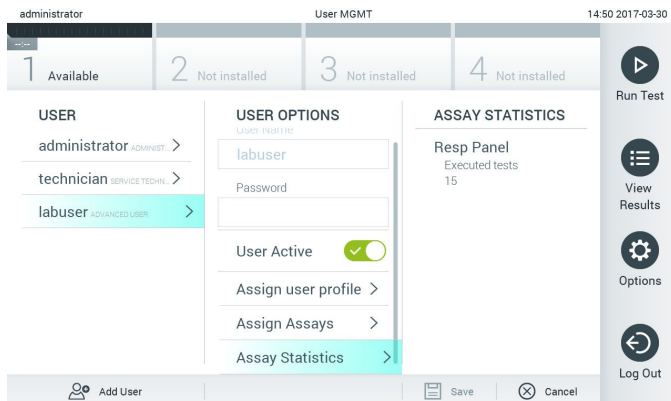 administrator User MGMT 14:50 2017-03-30
--:--
1 Available 2 Not installed 3 Not installed 4 Not installed
Run Test
USER
administrator ADMINIST...
technician SERVICE TECHN...
labuser ADVANCED USER
USER OPTIONS
User Name
labuser
Password
User Active
Assign user profile
Assign Assays
Assay Statistics
ASSAY STATISTICS
Resp Panel
Executed tests
15
View
Results
Options
Log Out
Add User Save Cancel